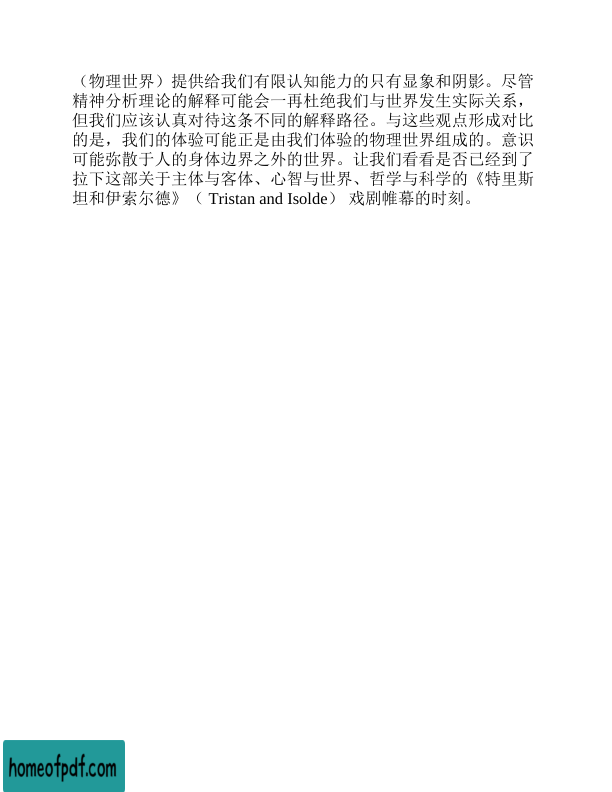 （物理世界）提供给我们有限认知能力的只有显象和阴影。尽管
精神分析理论的解释可能会一再杜绝我们与世界发生实际关系，
但我们应该认真对待这条不同的解释路径。与这些观点形成对比
的是，我们的体验可能正是由我们体验的物理世界组成的。意识
可能弥散于人的身体边界之外的世界。让我们看看是否已经到了
拉下这部关于主体与客体、心智与世界、哲学与科学的《特里斯
坦和伊索尔德》（ Tristan and Isolde） 戏剧帷幕的时刻。
homeofpdf.com